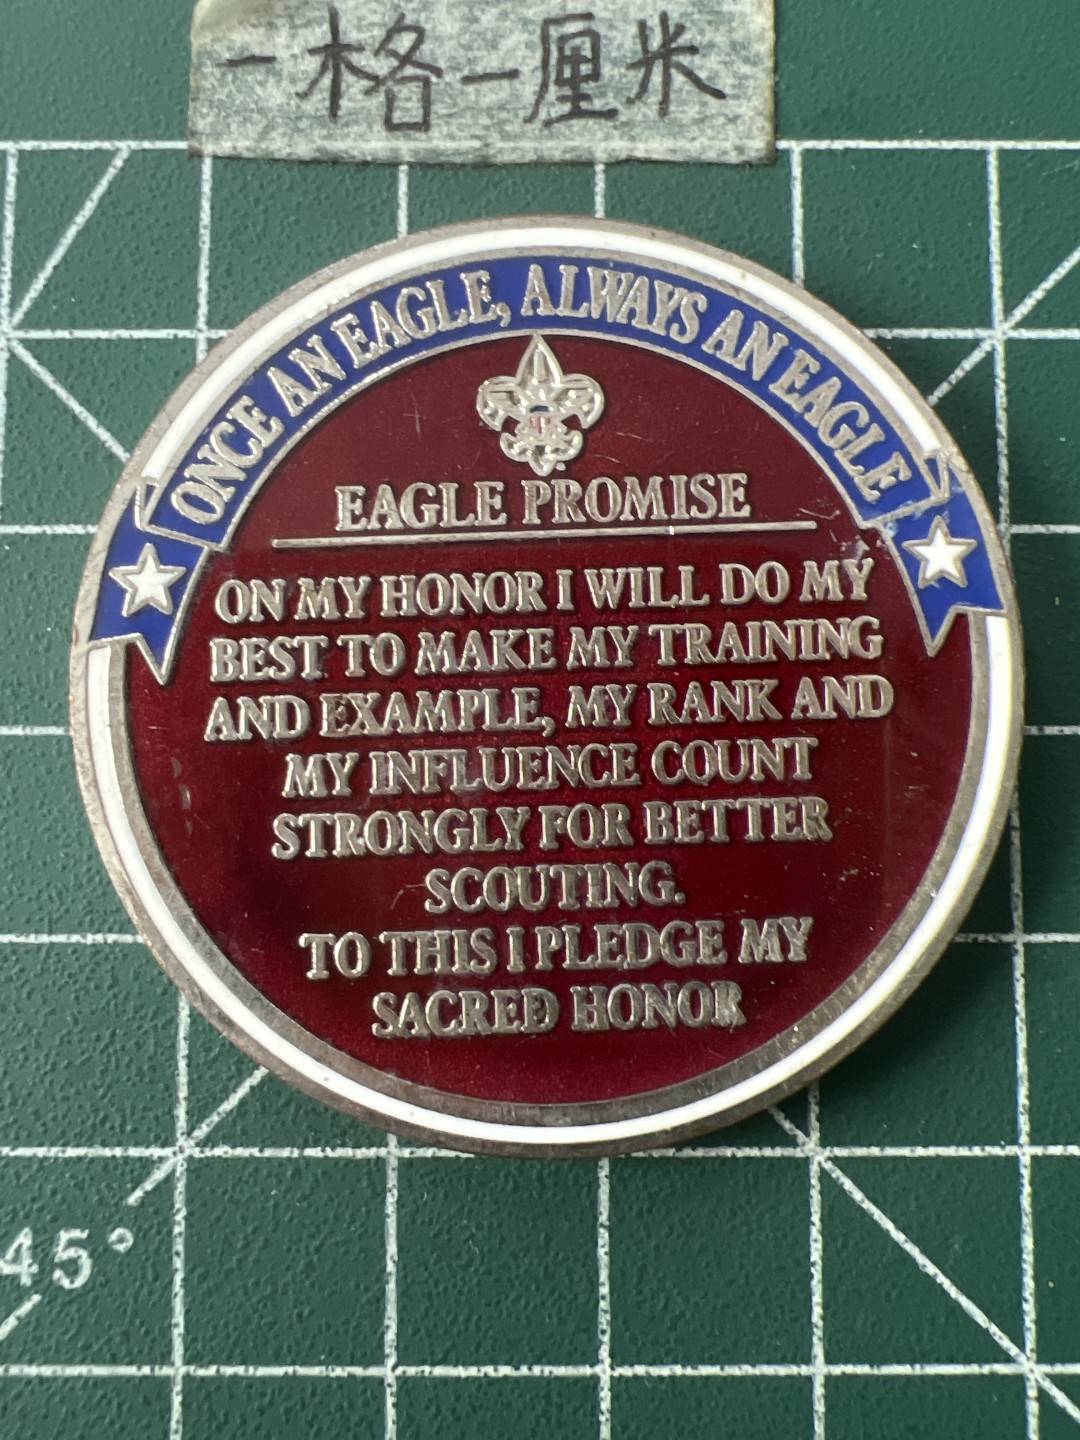 一格一厘米
ONCE AN EAGLE, ALWAYS AN EAGLE
EAGLE PROMISE
ON MY HONOR I WILL DO MY
BEST TO MAKE MY TRAINING
AND EXAMPLE, MY RANK AND
MY INFLUENCE COUNT
STRONGLY FOR BETTER
SCOUTING.
TO THIS I PLEDGE MY
SACRED HONOR
45°